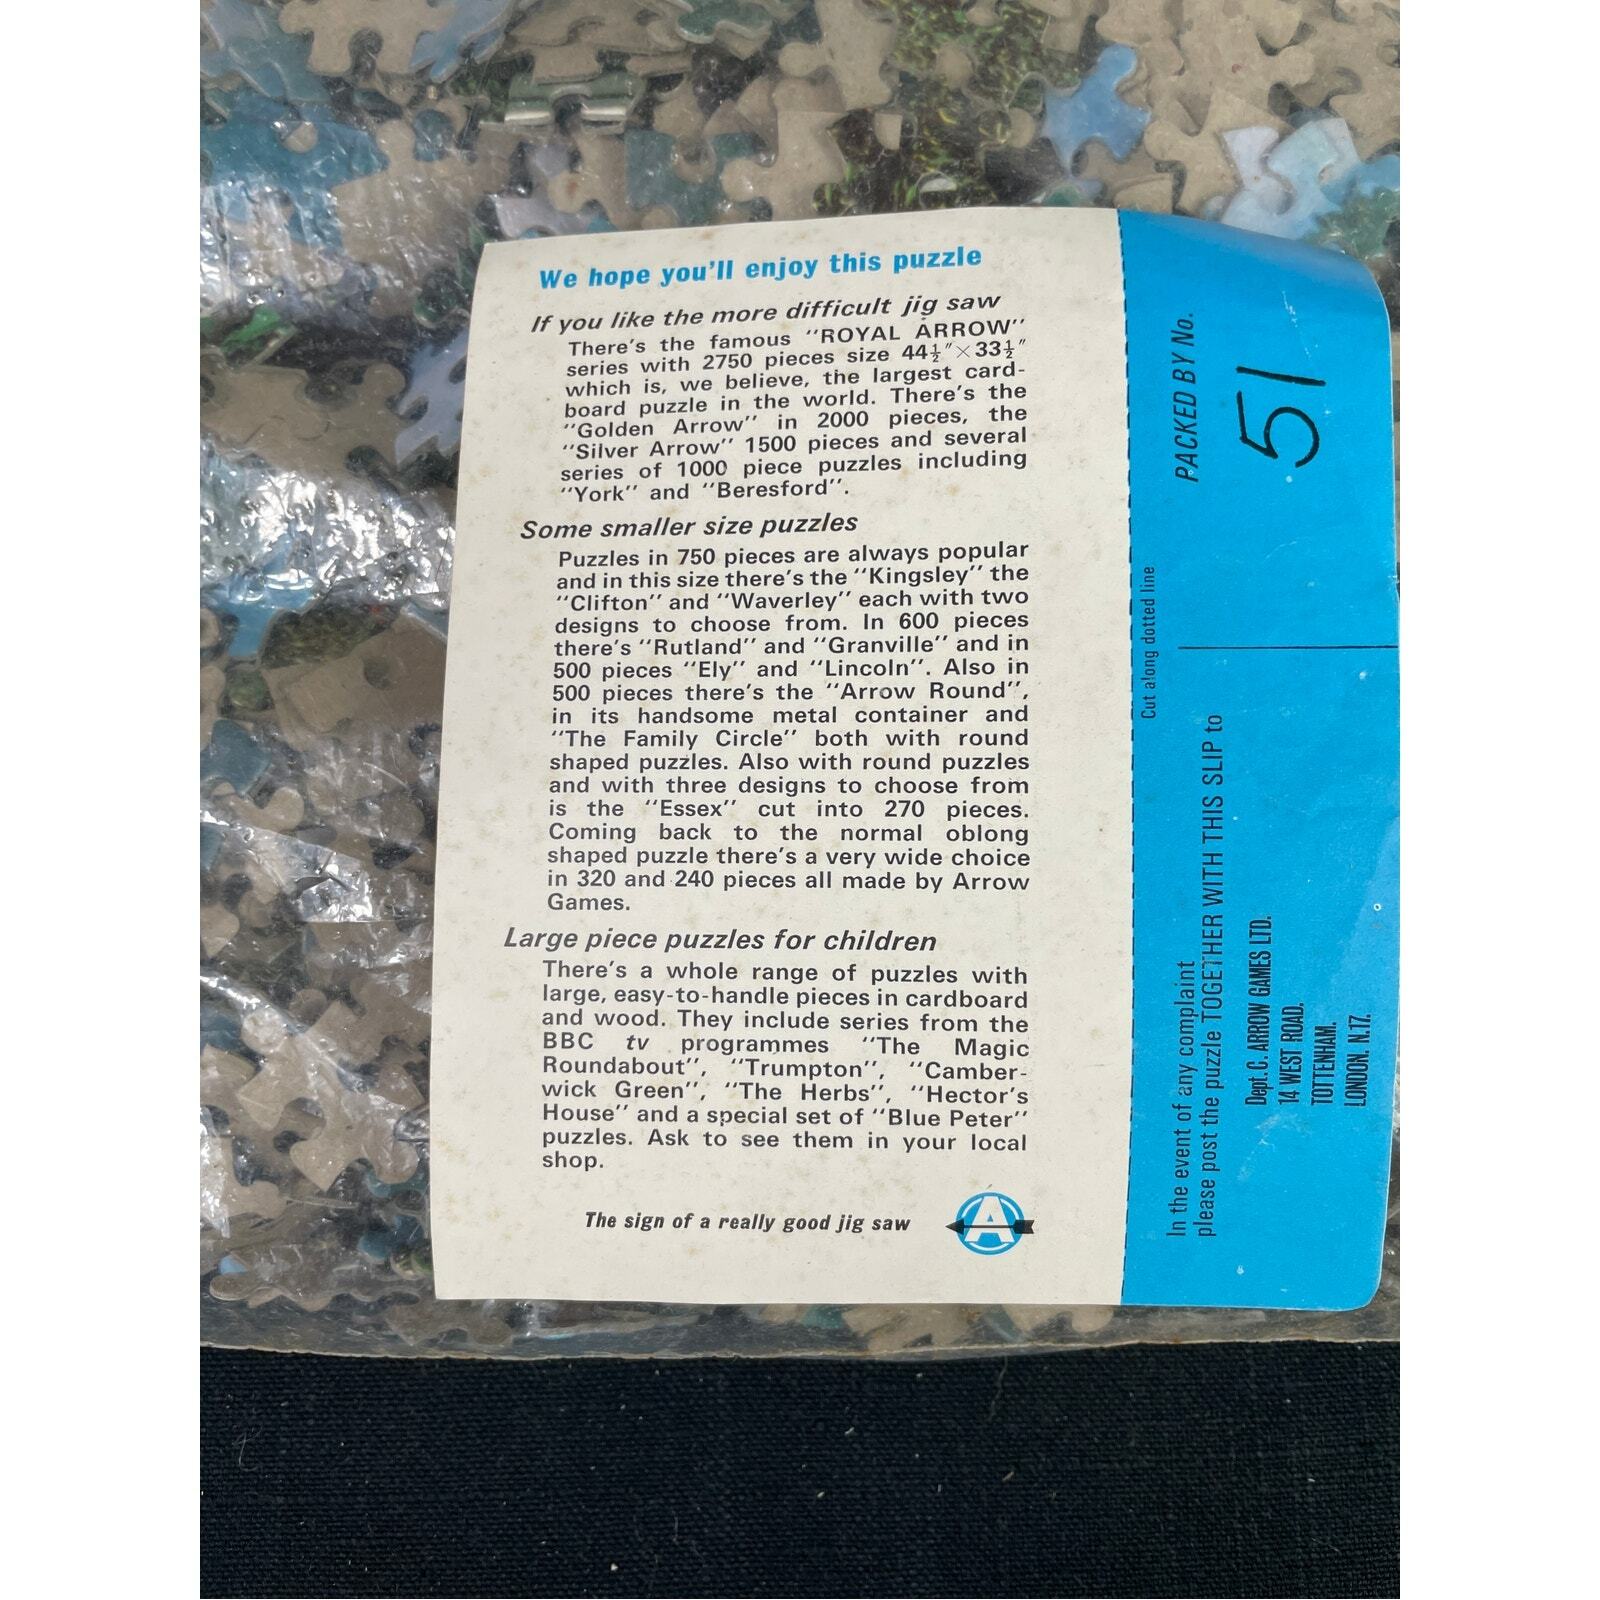 We hope you'll enjoy this puzzle
If you like the more difficult jig saw
There's the famous "ROYAL ARROW"
series with 2750 pieces size 44½"×33½"
which is, we believe, the largest card-
board puzzle in the world. There's the
"Golden Arrow" in 2000 pieces, the
"Silver Arrow" 1500 pieces and several
series of 1000 piece puzzles including
"York" and "Beresford".
Some smaller size puzzles
Puzzles in 750 pieces are always popular
and in this size there's the "Kingsley" the
"Clifton" and "Waverley" each with two
designs to choose from. In 600 pieces
there's "Rutland" and "Granville" and in
500 pieces "Ely" and "Lincoln". Also in
500 pieces there's the "Arrow Round",
in its handsome metal container and
"The Family Circle" both with round
shaped puzzles. Also with round puzzles
and with three designs to choose from
is the "Essex" cut into 270 pieces.
Coming back to the normal oblong
shaped puzzle there's a very wide choice
in 320 and 240 pieces all made by Arrow
Games.
Large piece puzzles for children
There's a whole range of puzzles with
large, easy-to-handle pieces in cardboard
and wood. They include series from the
BBC tv programmes "The Magic
Roundabout", "Trumpton", "Camber-
wick Green", "The Herbs", "Hector's
House" and a special set of "Blue Peter"
puzzles. Ask to see them in your local
shop.
The sign of a really good jig saw
A
Cut along dotted line
PACKED BY No.
51
In the event of any complaint
please post the puzzle TOGETHER WITH THIS SLIP to
Dept. C. ARROW GAMES LTD.
14 WEST ROAD.
TOTTENHAM.
LONDON. N.17.